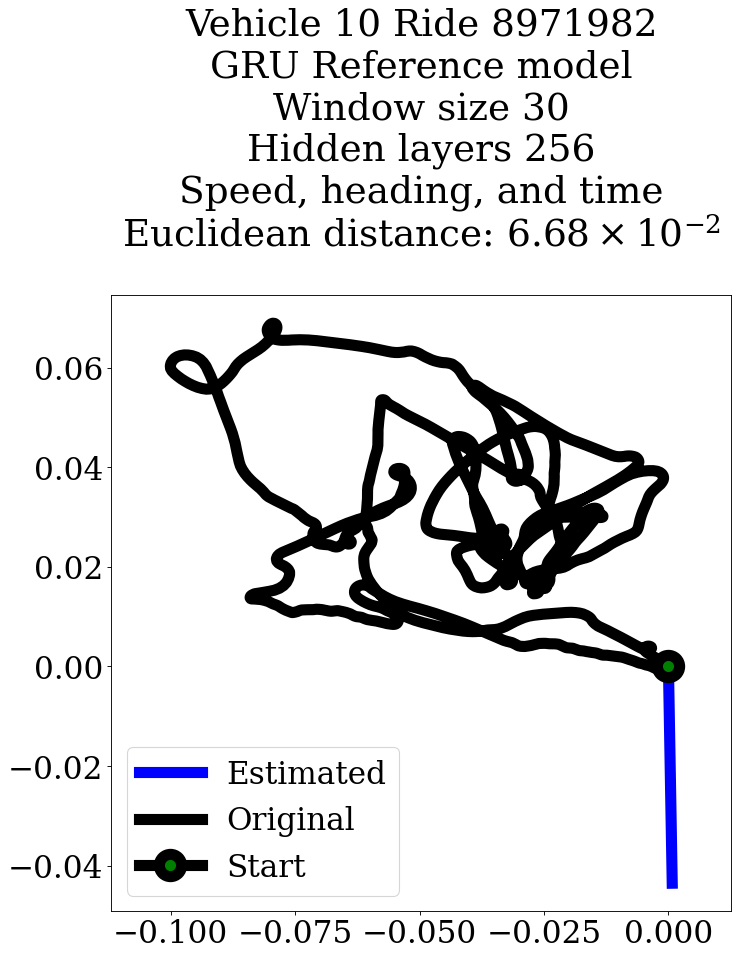 Vehicle 10 Ride 8971982
GRU Reference model
Window size 30
Hidden layers 256
Speed, heading, and time
Euclidean distance: 6.68 × 10⁻²
0.06
0.04
0.02
0.00
−0.02
−0.04
Estimated
Original
Start
−0.100 −0.075 −0.050 −0.025 0.000